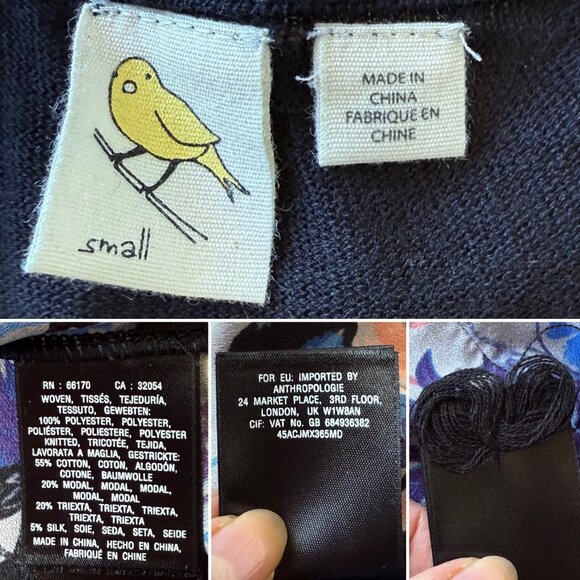 small
MADE IN
CHINA
FABRIQUE EN
CHINE
RN : 66170 CA : 32054
WOVEN, TISSÉS, TEJEDURÍA,
TESSUTO, GEWEBTEN:
100% POLYESTER, POLYESTER,
POLIÉSTER, POLIESTERE, POLYESTER
KNITTED, TRICOTÉE, TEJIDA,
LAVORATA A MAGLIA, GESTRICKTE:
55% COTTON, COTON, ALGODÓN,
COTONE, BAUMWOLLE
20% MODAL, MODAL, MODAL,
MODAL, MODAL
20% TRIEXTA, TRIEXTA, TRIEXTA,
TRIEXTA, TRIEXTA
5% SILK, SOIE, SEDA, SETA, SEIDE
MADE IN CHINA, HECHO EN CHINA,
FABRIQUÉ EN CHINE
FOR EU: IMPORTED BY
ANTHROPOLOGIE
24 MARKET PLACE, 3RD FLOOR,
LONDON, UK W1W8AN
CIF: VAT No. GB 684936382
45ACJMX365MD